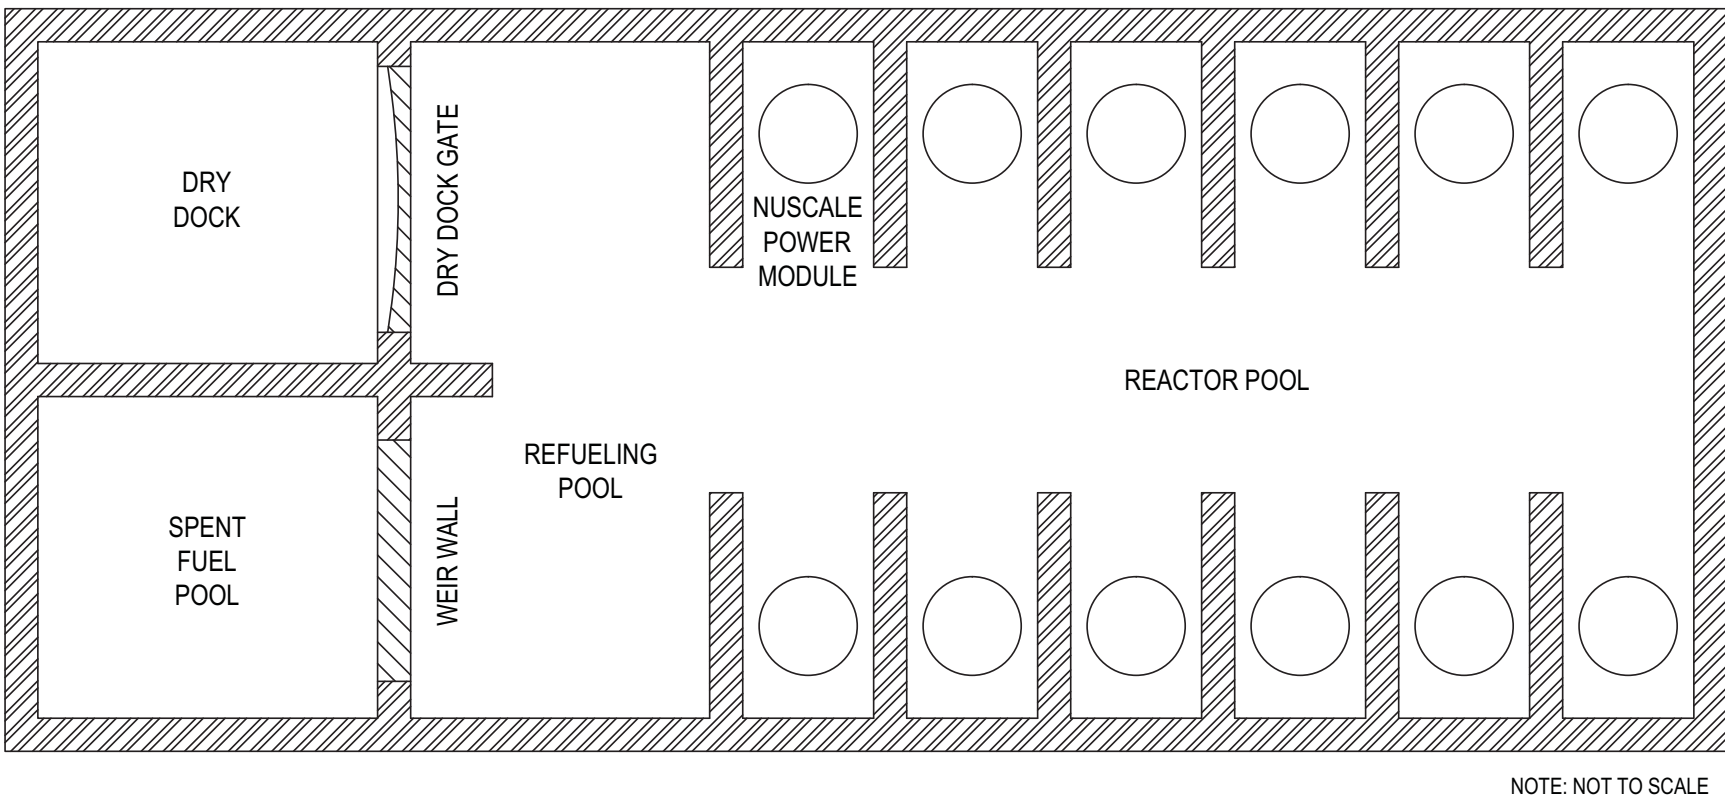 DRY
DOCK
DRY DOCK GATE
NUSCALE
POWER
MODULE
REACTOR POOL
REFUELING
POOL
SPENT
FUEL
POOL
WEIR WALL
NOTE: NOT TO SCALE